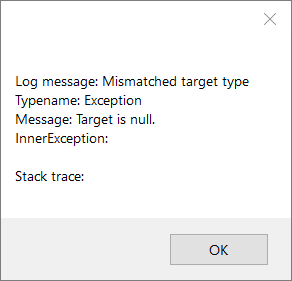 Log message: Mismatched target type
Typename: Exception
Message: Target is null.
InnerException:
Stack trace:
OK